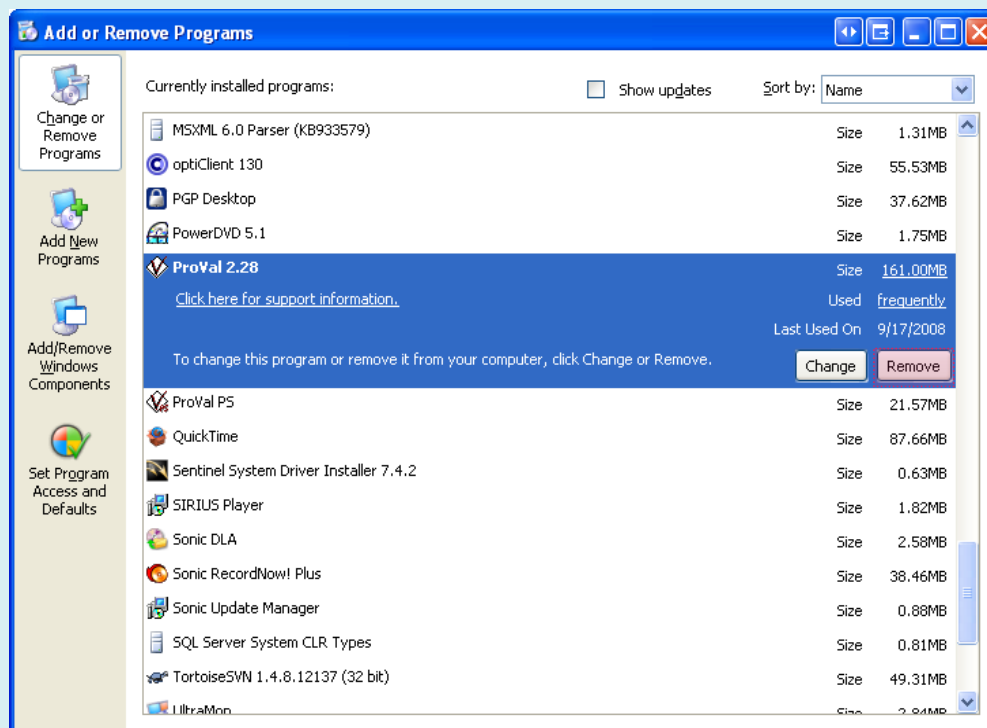 Add or Remove Programs
Change or
Remove
Programs
Add New
Programs
Add/Remove
Windows
Components
Set Program
Access and
Defaults
Currently installed programs:
Show updates
Sort by: Name
MSXML 6.0 Parser (KB933579) Size 1.31MB
optiClient 130 Size 55.53MB
PGP Desktop Size 37.62MB
PowerDVD 5.1 Size 1.75MB
ProVal 2.28 Size 161.00MB
Click here for support information. Used frequently
Last Used On 9/17/2008
To change this program or remove it from your computer, click Change or Remove. Change Remove
ProVal PS Size 21.57MB
QuickTime Size 87.66MB
Sentinel System Driver Installer 7.4.2 Size 0.63MB
SIRIUS Player Size 1.82MB
Sonic DLA Size 2.58MB
Sonic RecordNow! Plus Size 38.46MB
Sonic Update Manager Size 0.88MB
SQL Server System CLR Types Size 0.81MB
TortoiseSVN 1.4.8.12137 (32 bit) Size 49.31MB
UltraMon Size 2.84MB